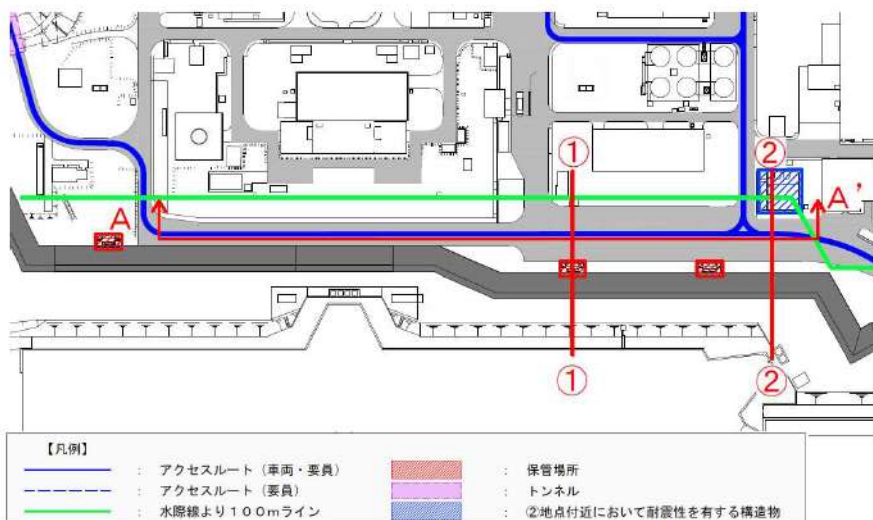 ① ②
A A'
① ②
【凡例】
: アクセスルート（車両・要員） : 保管場所
: アクセスルート（要員） : トンネル
: 水際線より１００mライン : ②地点付近において耐震性を有する構造物